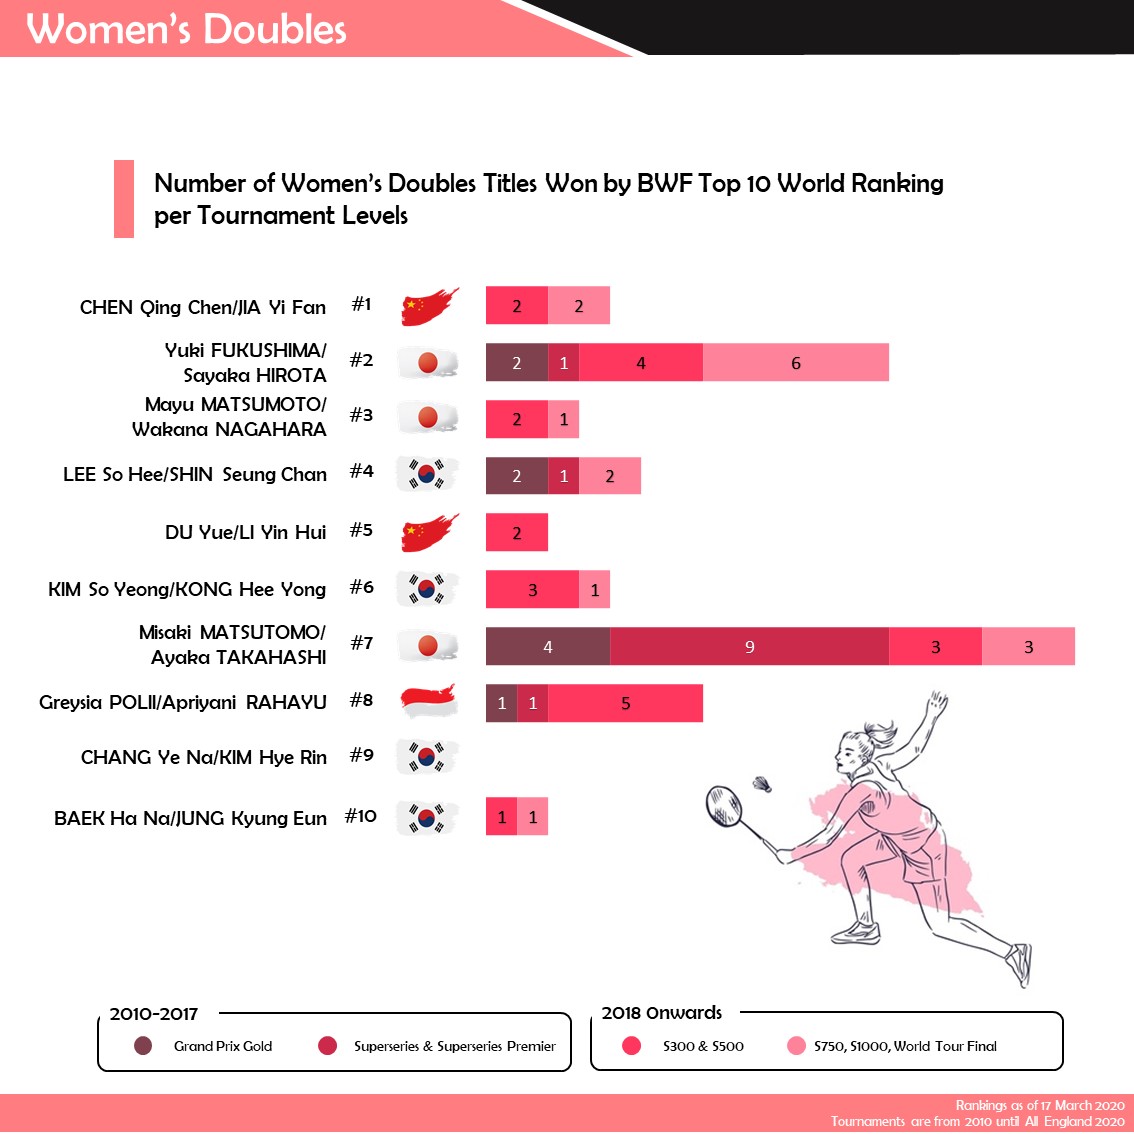 Women's Doubles
Number of Women's Doubles Titles Won by BWF Top 10 World Ranking
per Tournament Levels
CHEN Qing Chen/JIA Yi Fan #1 2 2
Yuki FUKUSHIMA/
Sayaka HIROTA #2 2 1 4 6
Mayu MATSUMOTO/
Wakana NAGAHARA #3 2 1
LEE So Hee/SHIN Seung Chan #4 2 1 2
DU Yue/LI Yin Hui #5 2
KIM So Yeong/KONG Hee Yong #6 3 1
Misaki MATSUTOMO/
Ayaka TAKAHASHI #7 4 9 3 3
Greysia POLII/Apriyani RAHAYU #8 1 1 5
CHANG Ye Na/KIM Hye Rin #9
BAEK Ha Na/JUNG Kyung Eun #10 1 1
2010-2017
Grand Prix Gold Superseries & Superseries Premier
2018 Onwards
S300 & S500 S750, S1000, World Tour Final
Rankings as of 17 March 2020
Tournaments are from 2010 until All England 2020